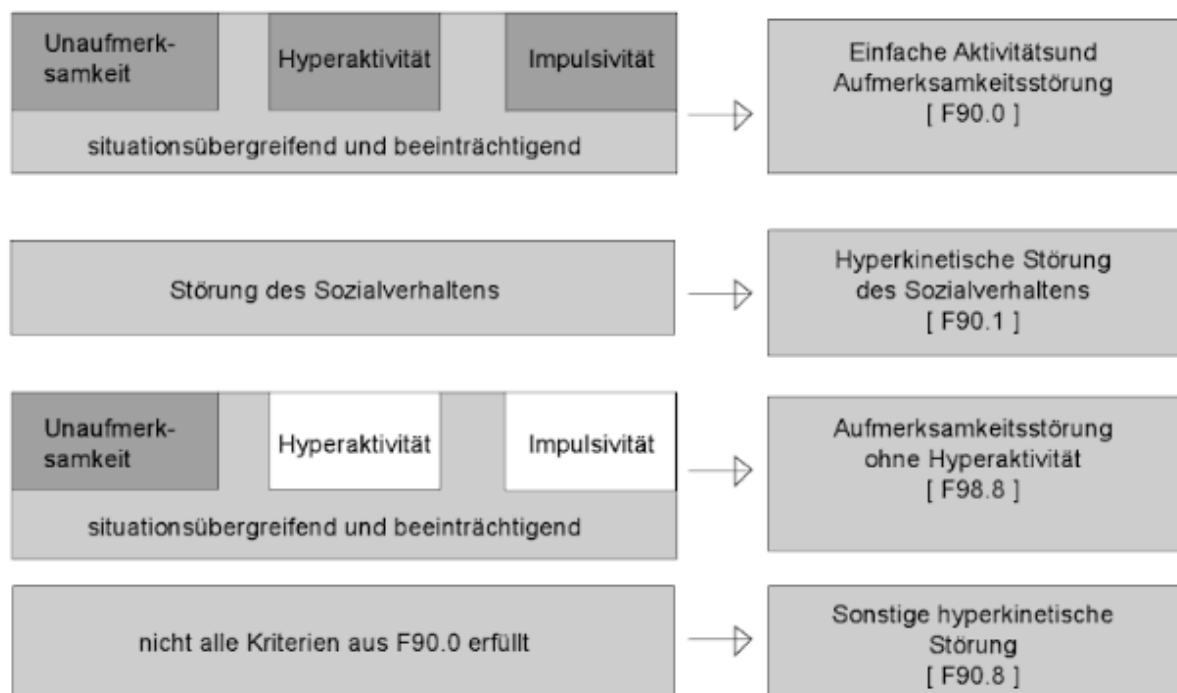 Unaufmerk-
samkeit
Hyperaktivität
Impulsivität
situationsübergreifend und beeinträchtigend
Einfache Aktivitätsund
Aufmerksamkeitsstörung
[ F90.0 ]
Störung des Sozialverhaltens
Hyperkinetische Störung
des Sozialverhaltens
[ F90.1 ]
Unaufmerk-
samkeit
Hyperaktivität
Impulsivität
situationsübergreifend und beeinträchtigend
Aufmerksamkeitsstörung
ohne Hyperaktivität
[ F98.8 ]
nicht alle Kriterien aus F90.0 erfüllt
Sonstige hyperkinetische
Störung
[ F90.8 ]